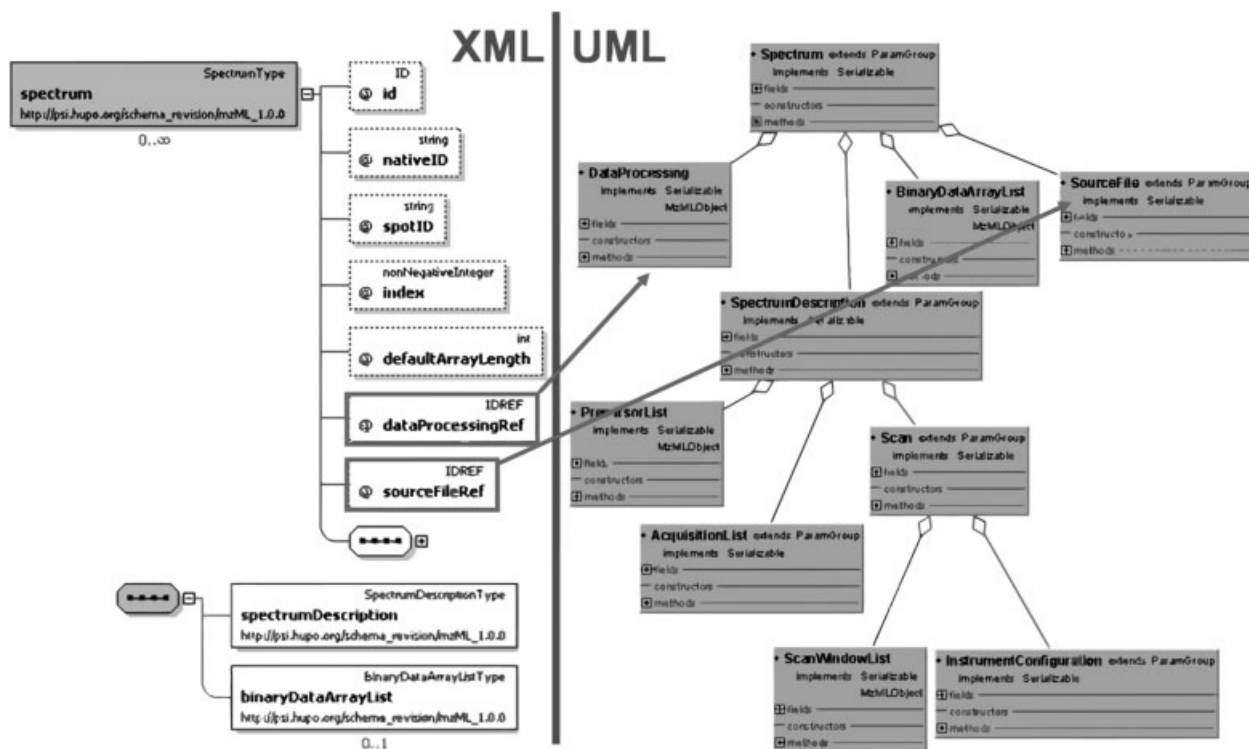 XML
UML
SpectrumType
spectrum
http://psi.hupo.org/schema_revision/mzML_1.0.0
0..∞
ID
@ id
string
@ nativeID
string
@ spotID
nonNegativeInteger
@ index
int
@ defaultArrayLength
IDREF
@ dataProcessingRef
IDREF
@ sourceFileRef
SpectrumDescriptionType
spectrumDescription
http://psi.hupo.org/schema_revision/mzML_1.0.0
BinaryDataArrayListType
binaryDataArrayList
http://psi.hupo.org/schema_revision/mzML_1.0.0
0..1
Spectrum extends ParamGroup
implements Serializable
fields
constructors
methods
DataProcessing
implements Serializable
MzMLObject
fields
constructors
methods
BinaryDataArrayList
implements Serializable
MzMLObject
fields
constructors
methods
SourceFile extends ParamGroup
implements Serializable
fields
constructors
methods
SpectrumDescription extends ParamGroup
implements Serializable
fields
constructors
methods
PrecursorList
implements Serializable
MzMLObject
fields
constructors
methods
Scan extends ParamGroup
implements Serializable
fields
constructors
methods
AcquisitionList extends ParamGroup
implements Serializable
fields
constructors
methods
ScanWindowList
implements Serializable
MzMLObject
fields
constructors
methods
InstrumentConfiguration extends ParamGroup
implements Serializable
fields
constructors
methods